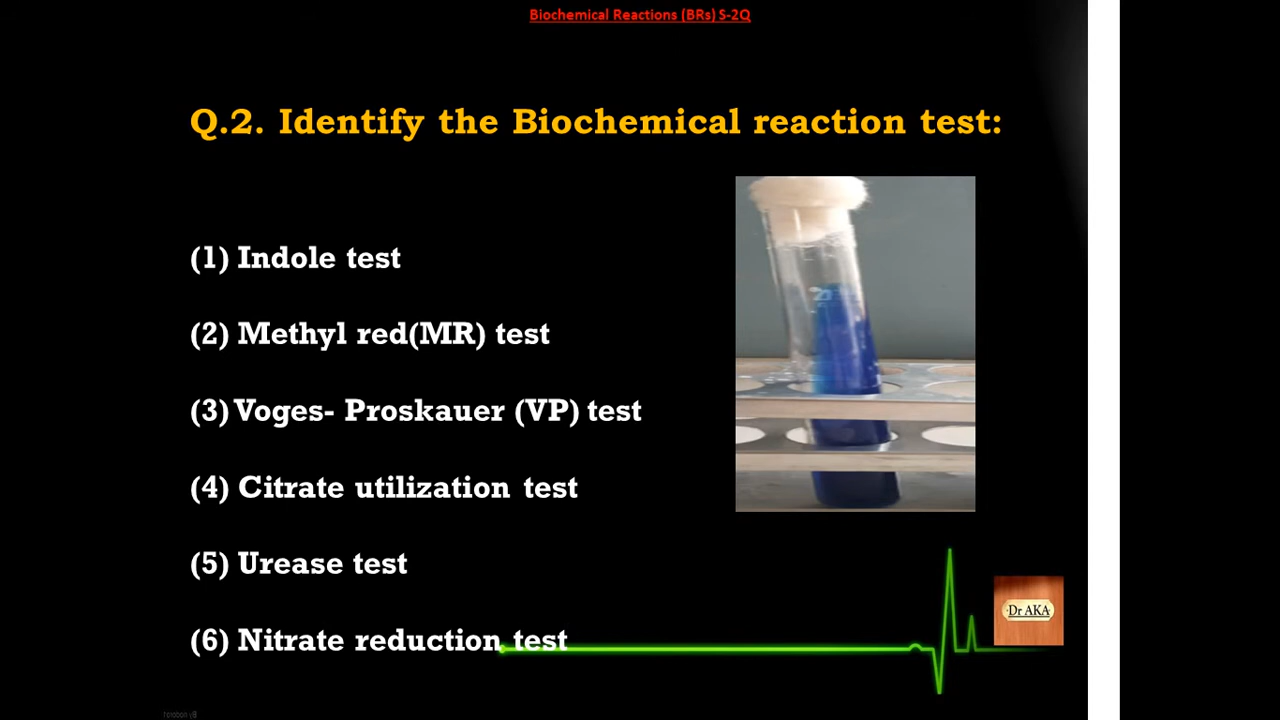 Biochemical Reactions (BRs) S-2Q
Q.2. Identify the Biochemical reaction test:
(1) Indole test
(2) Methyl red(MR) test
(3) Voges- Proskauer (VP) test
(4) Citrate utilization test
(5) Urease test
(6) Nitrate reduction test
Dr AKA